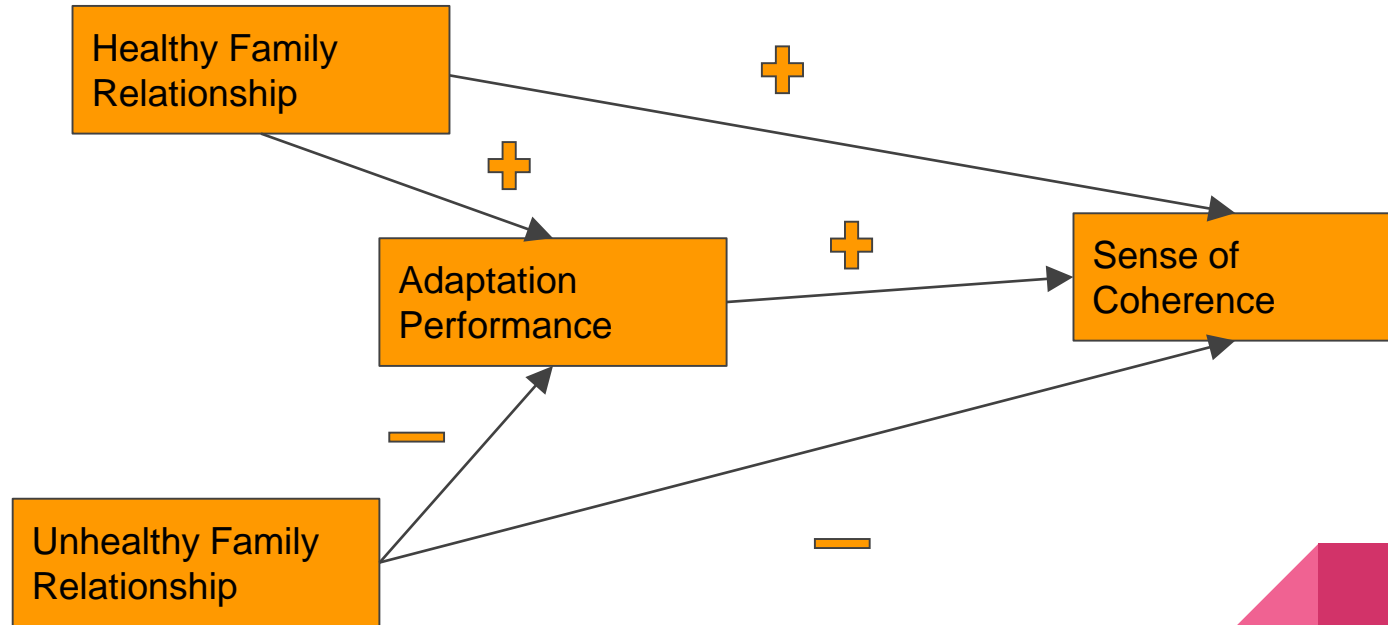 Healthy Family
Relationship
Adaptation
Performance
Sense of
Coherence
Unhealthy Family
Relationship